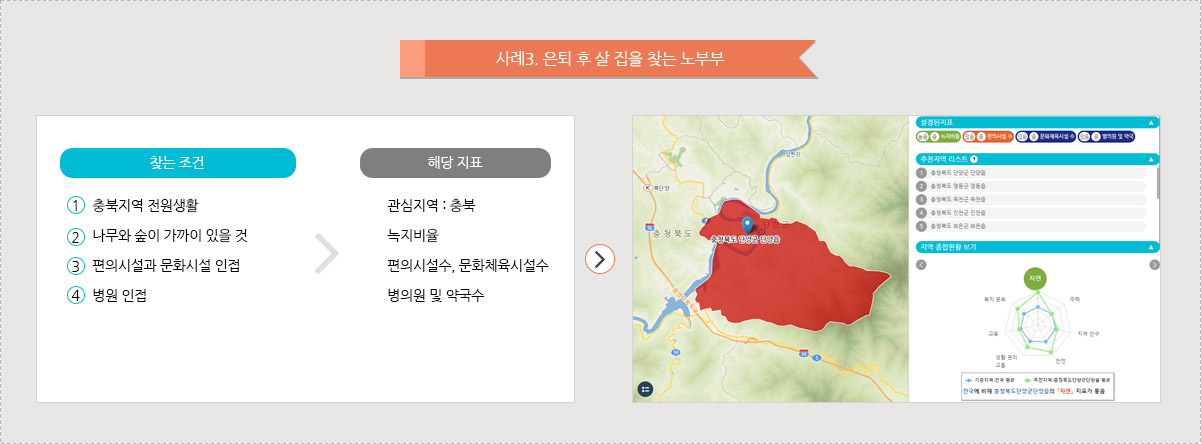 사례3. 은퇴 후 살 집을 찾는 노부부
찾는 조건
해당 지표
① 충북지역 전원생활
관심지역 : 충북
② 나무와 숲이 가까이 있을 것
녹지비율
③ 편의시설과 문화시설 인접
편의시설수, 문화체육시설수
④ 병원 인접
병의원 및 약국수
북단양
충청북도
단양군
충청북도 단양군 단양읍
설정된지표
녹지비율
편의시설 수
문화체육시설 수
병의원 및 약국
추천지역 리스트 ?
1 충청북도 단양군 단양읍
2 충청북도 영동군 영동읍
3 충청북도 옥천군 옥천읍
4 충청북도 진천군 진천읍
5 충청북도 보은군 보은읍
지역 종합현황 보기
자연
복지 문화
주택
교육
지역 인구
생활 편의
교통
안전
기준지역:전국 평균
추천지역:충청북도단양군단양읍 평균
전국에 비해 충청북도단양군단양읍의 「자연」 지표가 좋음